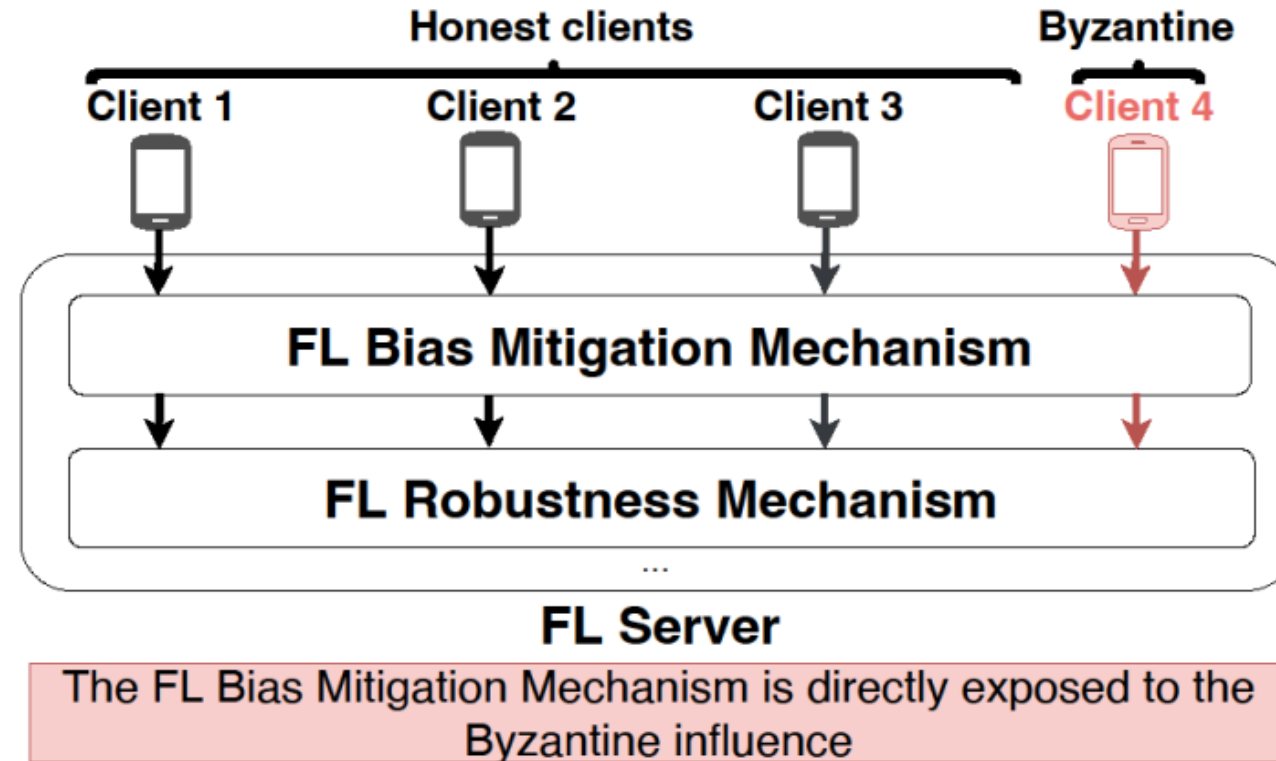 Honest clients
Byzantine
Client 1
Client 2
Client 3
Client 4
FL Bias Mitigation Mechanism
FL Robustness Mechanism
...
FL Server
The FL Bias Mitigation Mechanism is directly exposed to the
Byzantine influence